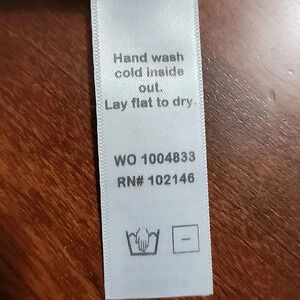 Hand wash
cold inside
out.
Lay flat to dry.
WO 1004833
RN# 102146